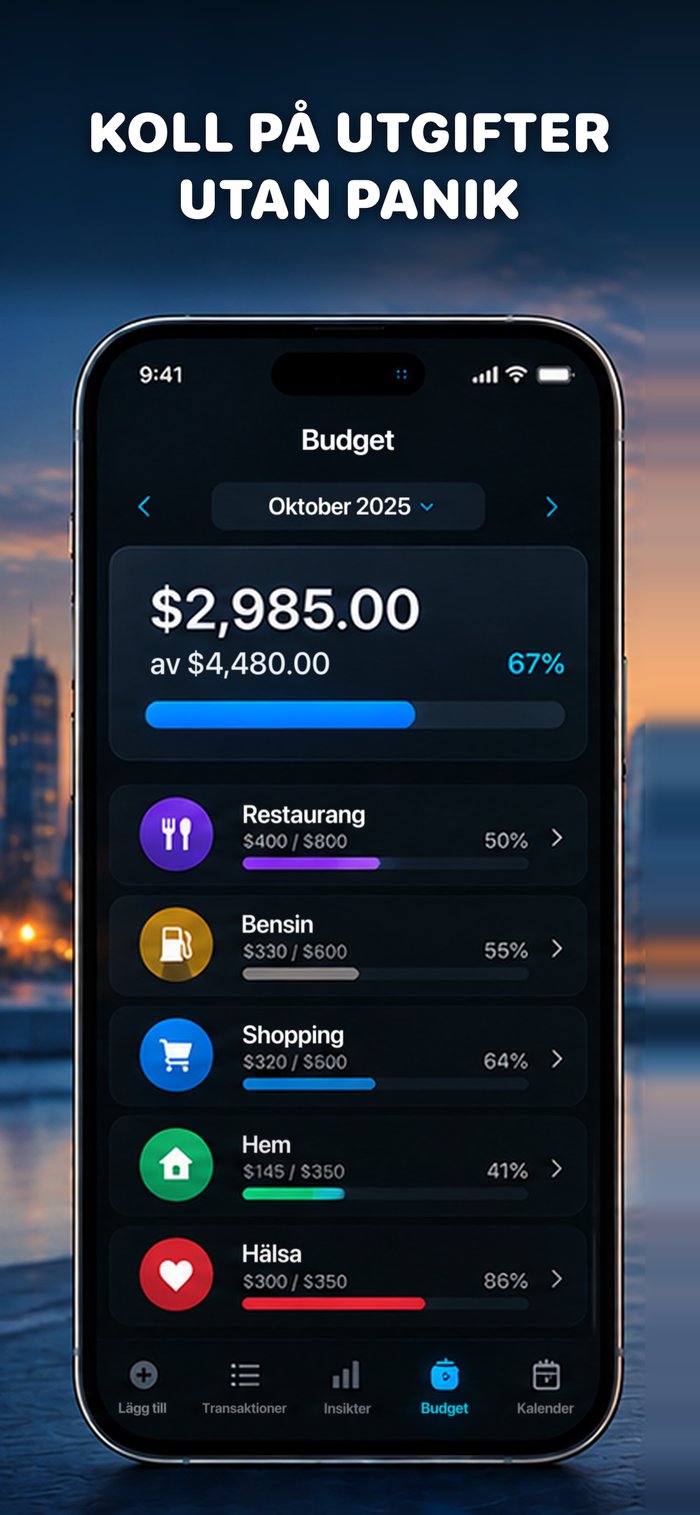 KOLL PÅ UTGIFTER
UTAN PANIK
9:41
Budget
Oktober 2025
$2,985.00
av $4,480.00
67%
Restaurang
$400 / $800
50%
Bensin
$330 / $600
55%
Shopping
$320 / $600
64%
Hem
$145 / $350
41%
Hälsa
$300 / $350
86%
Lägg till
Transaktioner
Insikter
Budget
Kalender